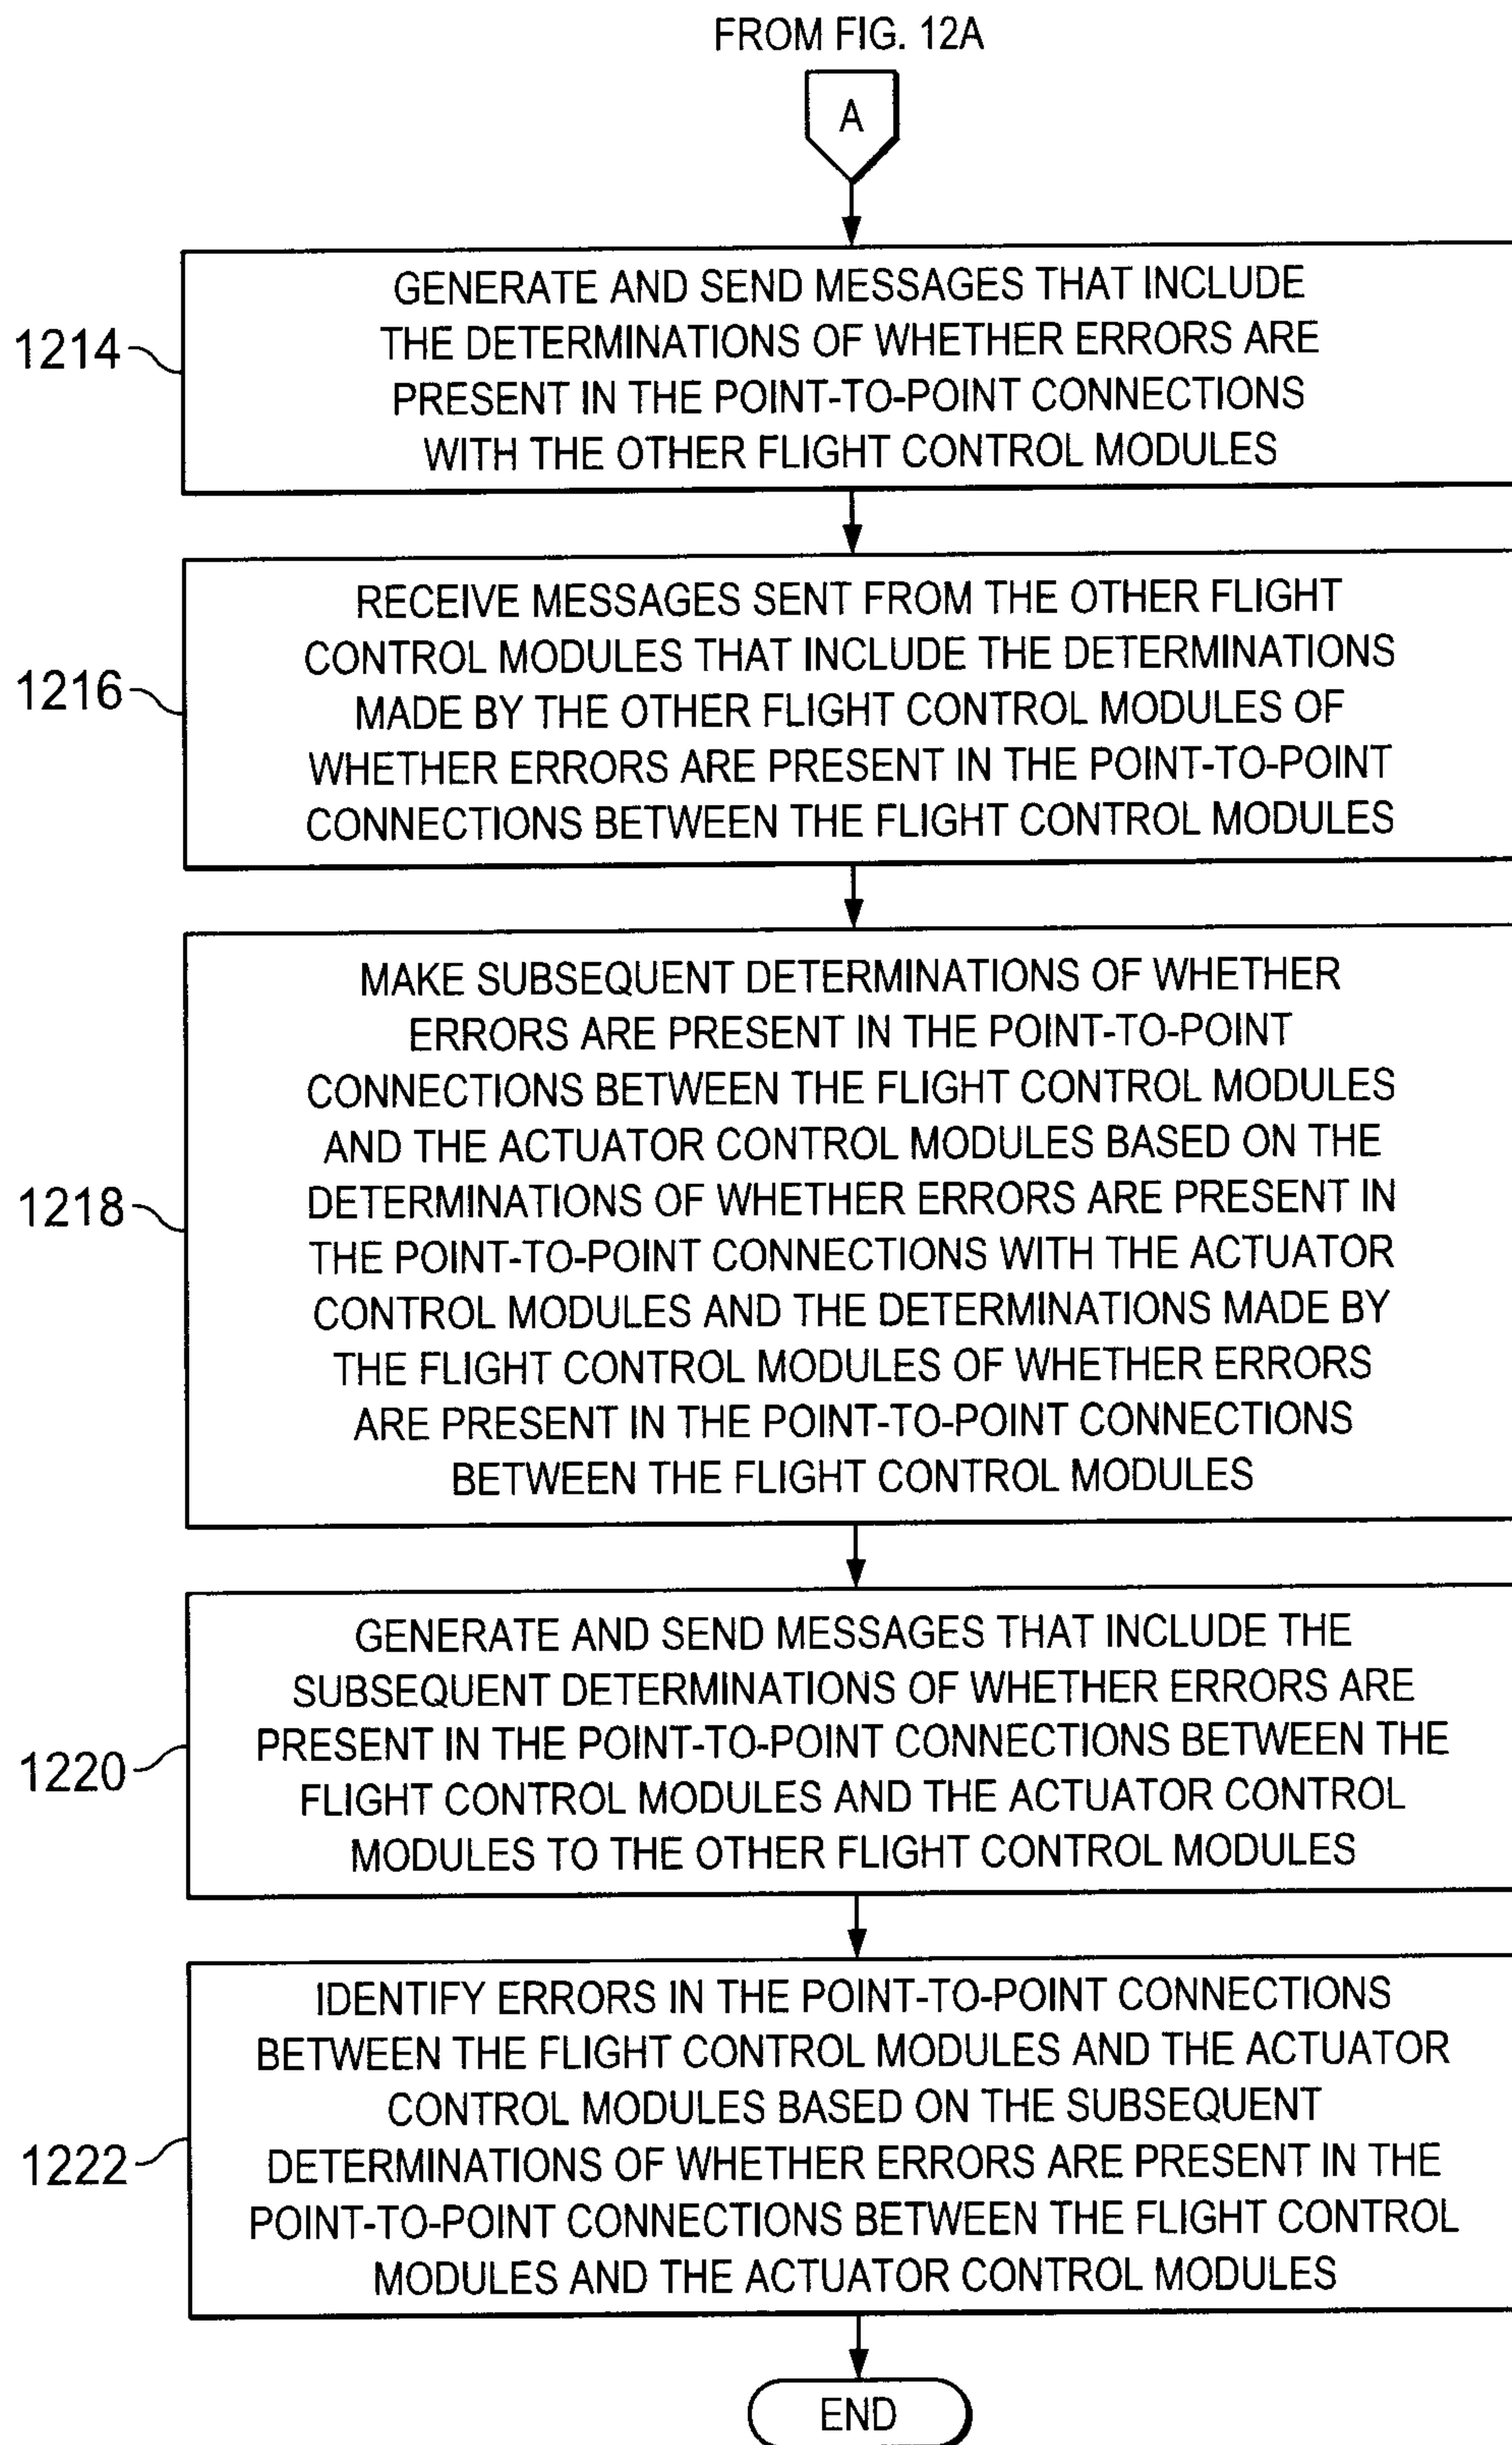 FROM FIG. 12A
A
1214
GENERATE AND SEND MESSAGES THAT INCLUDE
THE DETERMINATIONS OF WHETHER ERRORS ARE
PRESENT IN THE POINT-TO-POINT CONNECTIONS
WITH THE OTHER FLIGHT CONTROL MODULES
1216
RECEIVE MESSAGES SENT FROM THE OTHER FLIGHT
CONTROL MODULES THAT INCLUDE THE DETERMINATIONS
MADE BY THE OTHER FLIGHT CONTROL MODULES OF
WHETHER ERRORS ARE PRESENT IN THE POINT-TO-POINT
CONNECTIONS BETWEEN THE FLIGHT CONTROL MODULES
1218
MAKE SUBSEQUENT DETERMINATIONS OF WHETHER
ERRORS ARE PRESENT IN THE POINT-TO-POINT
CONNECTIONS BETWEEN THE FLIGHT CONTROL MODULES
AND THE ACTUATOR CONTROL MODULES BASED ON THE
DETERMINATIONS OF WHETHER ERRORS ARE PRESENT IN
THE POINT-TO-POINT CONNECTIONS WITH THE ACTUATOR
CONTROL MODULES AND THE DETERMINATIONS MADE BY
THE FLIGHT CONTROL MODULES OF WHETHER ERRORS
ARE PRESENT IN THE POINT-TO-POINT CONNECTIONS
BETWEEN THE FLIGHT CONTROL MODULES
1220
GENERATE AND SEND MESSAGES THAT INCLUDE THE
SUBSEQUENT DETERMINATIONS OF WHETHER ERRORS ARE
PRESENT IN THE POINT-TO-POINT CONNECTIONS BETWEEN THE
FLIGHT CONTROL MODULES AND THE ACTUATOR CONTROL
MODULES TO THE OTHER FLIGHT CONTROL MODULES
1222
IDENTIFY ERRORS IN THE POINT-TO-POINT CONNECTIONS
BETWEEN THE FLIGHT CONTROL MODULES AND THE ACTUATOR
CONTROL MODULES BASED ON THE SUBSEQUENT
DETERMINATIONS OF WHETHER ERRORS ARE PRESENT IN THE
POINT-TO-POINT CONNECTIONS BETWEEN THE FLIGHT CONTROL
MODULES AND THE ACTUATOR CONTROL MODULES
END